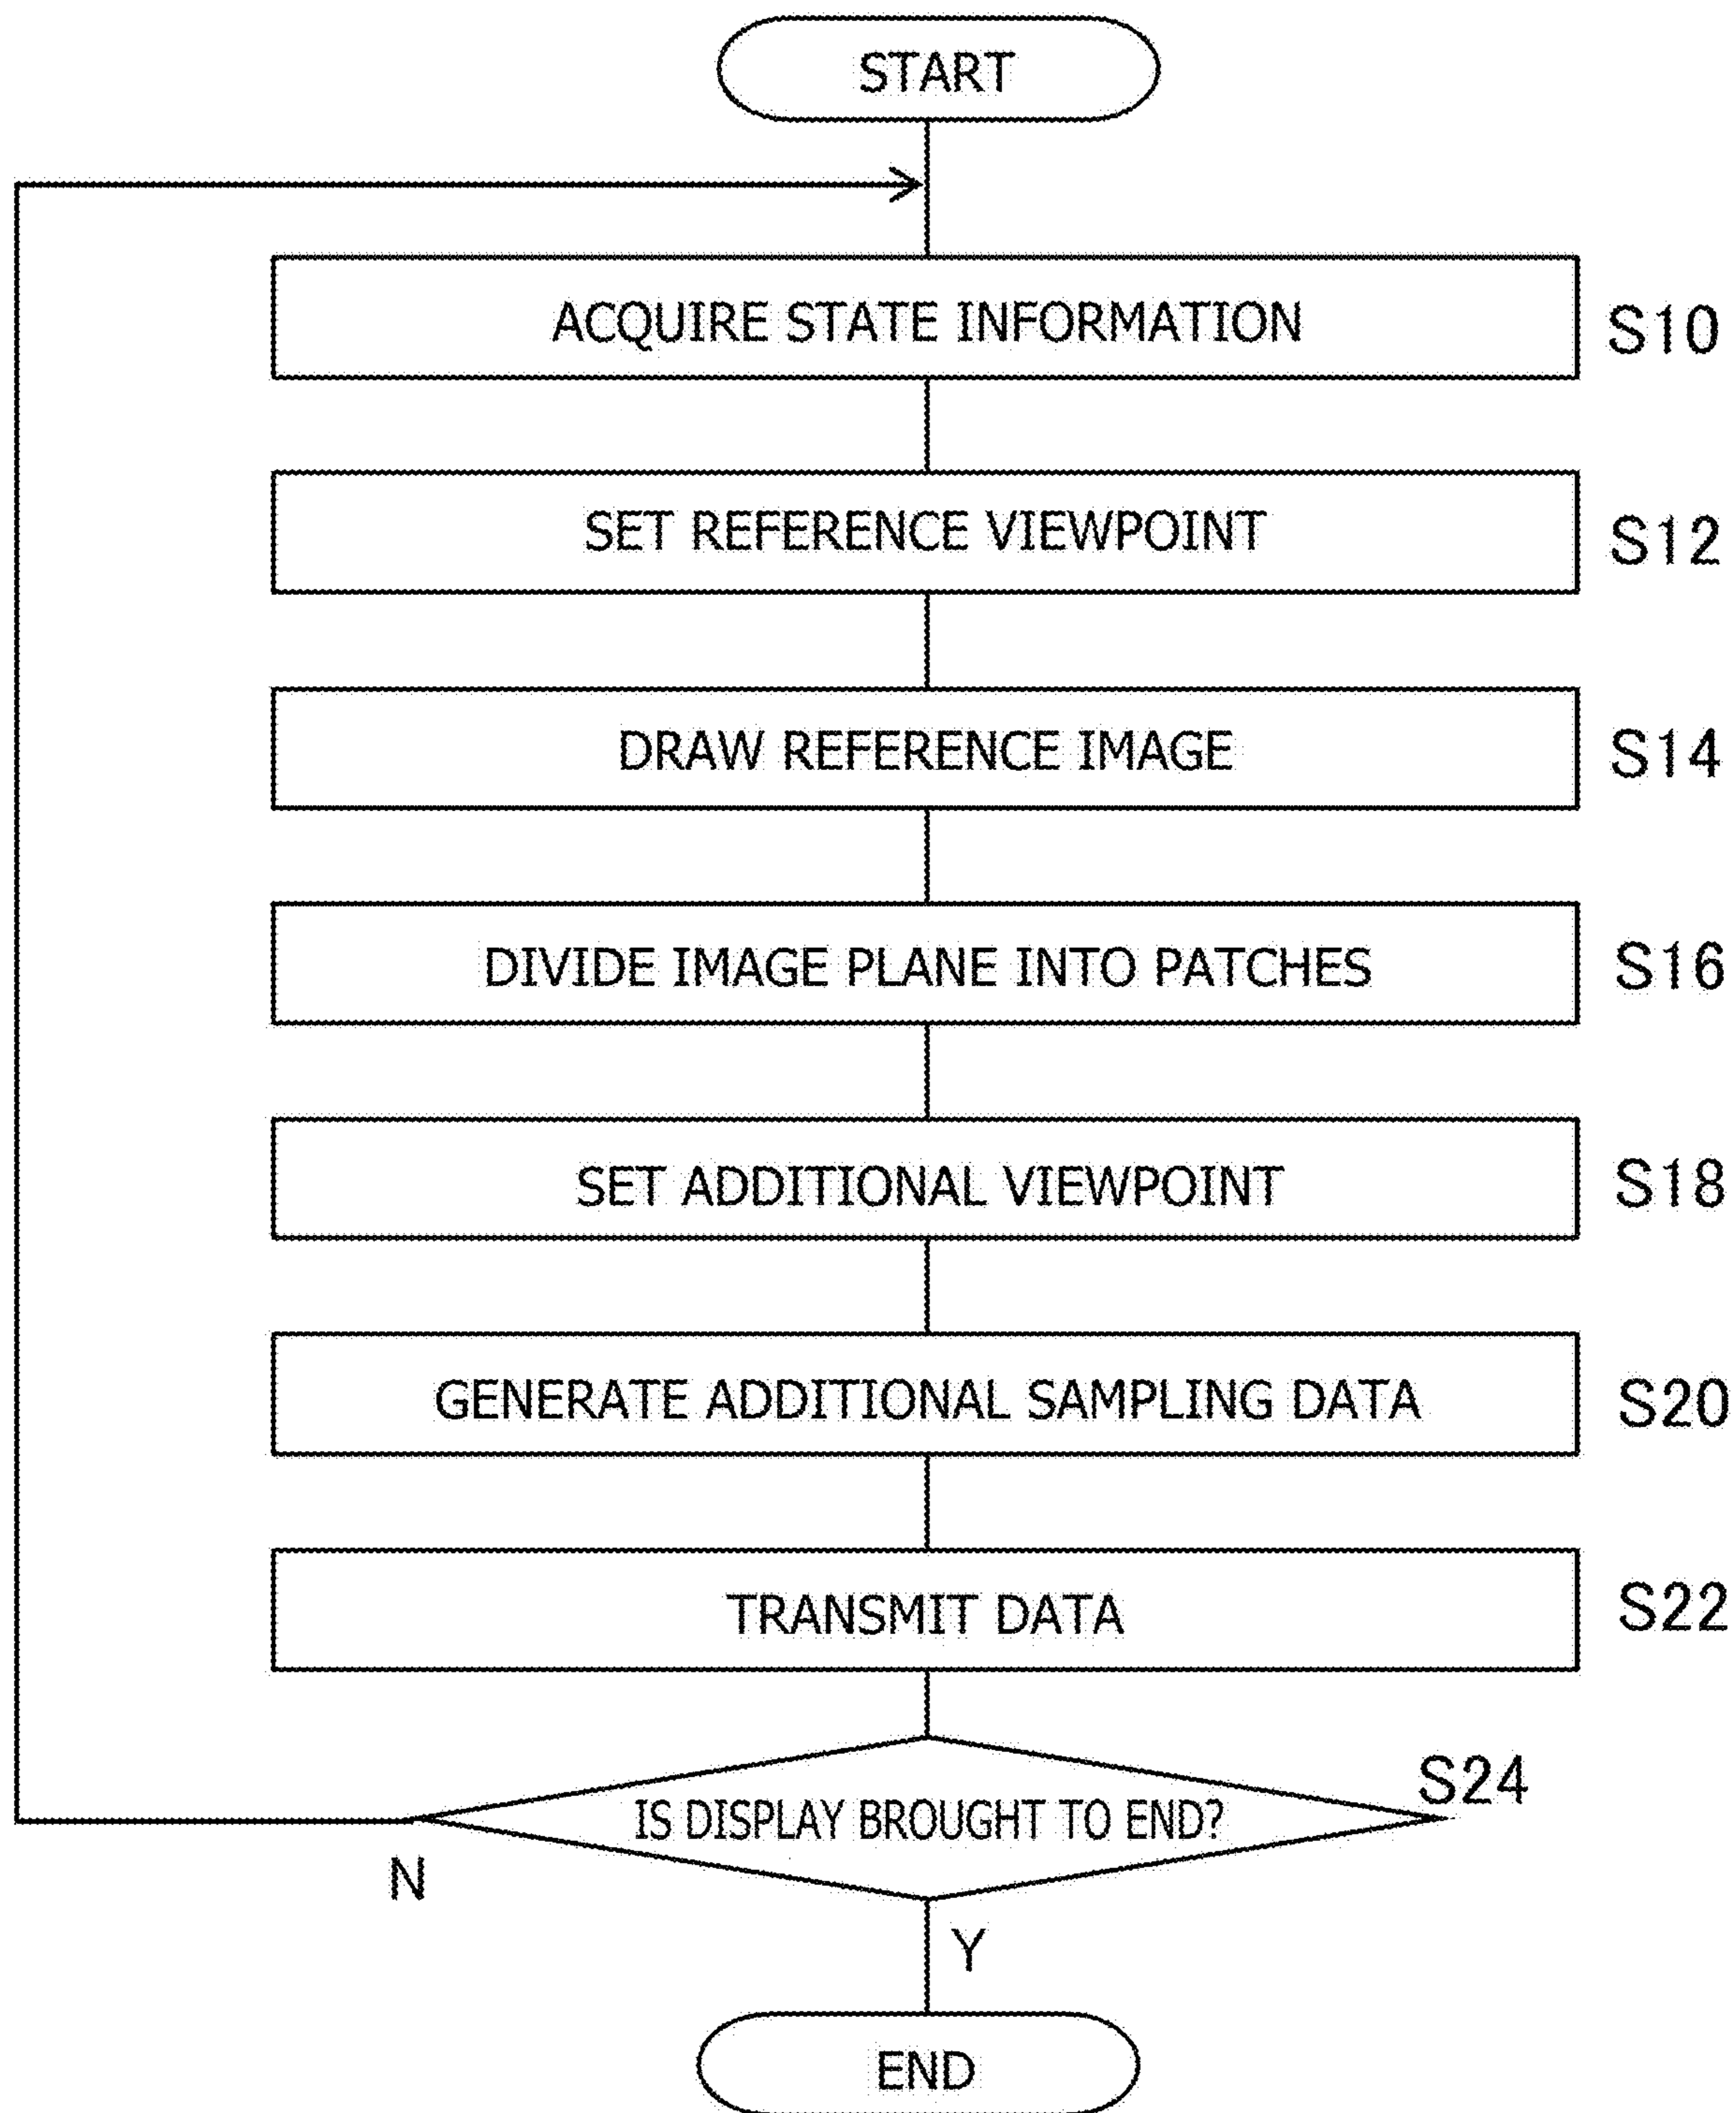 START
ACQUIRE STATE INFORMATION
S10
SET REFERENCE VIEWPOINT
S12
DRAW REFERENCE IMAGE
S14
DIVIDE IMAGE PLANE INTO PATCHES
S16
SET ADDITIONAL VIEWPOINT
S18
GENERATE ADDITIONAL SAMPLING DATA
S20
TRANSMIT DATA
S22
S24
IS DISPLAY BROUGHT TO END?
N
Y
END